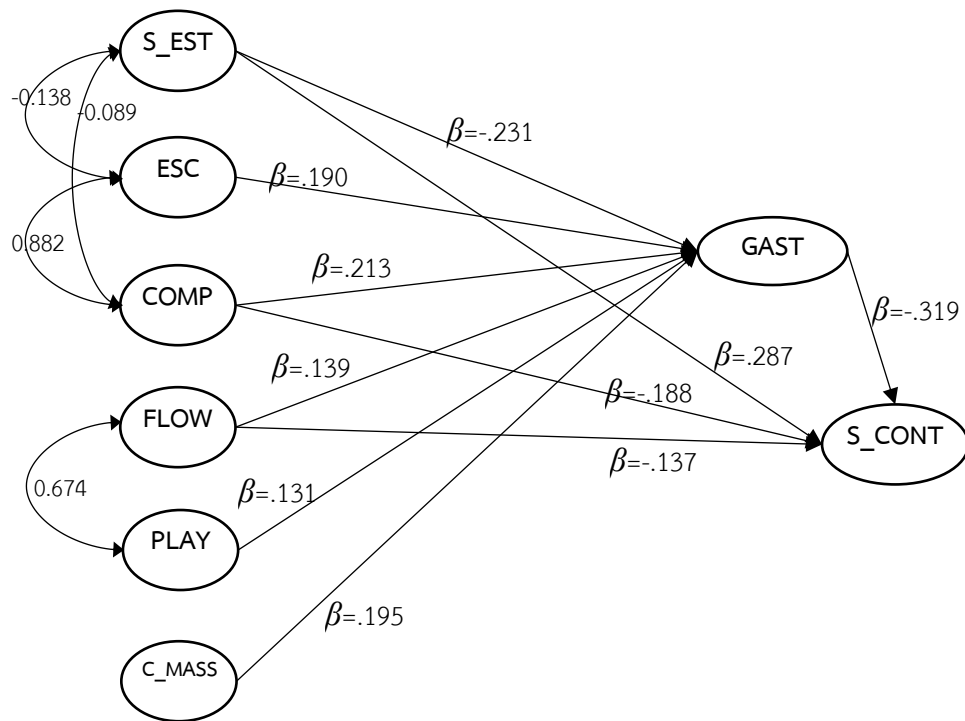 S_EST
-0.138
-0.089
β=-.231
ESC
β=.190
GAST
0.882
β=.213
COMP
β=-.319
β=.287
β=.139
β=-.188
FLOW
S_CONT
β=-.137
0.674
β=.131
PLAY
β=.195
C_MASS